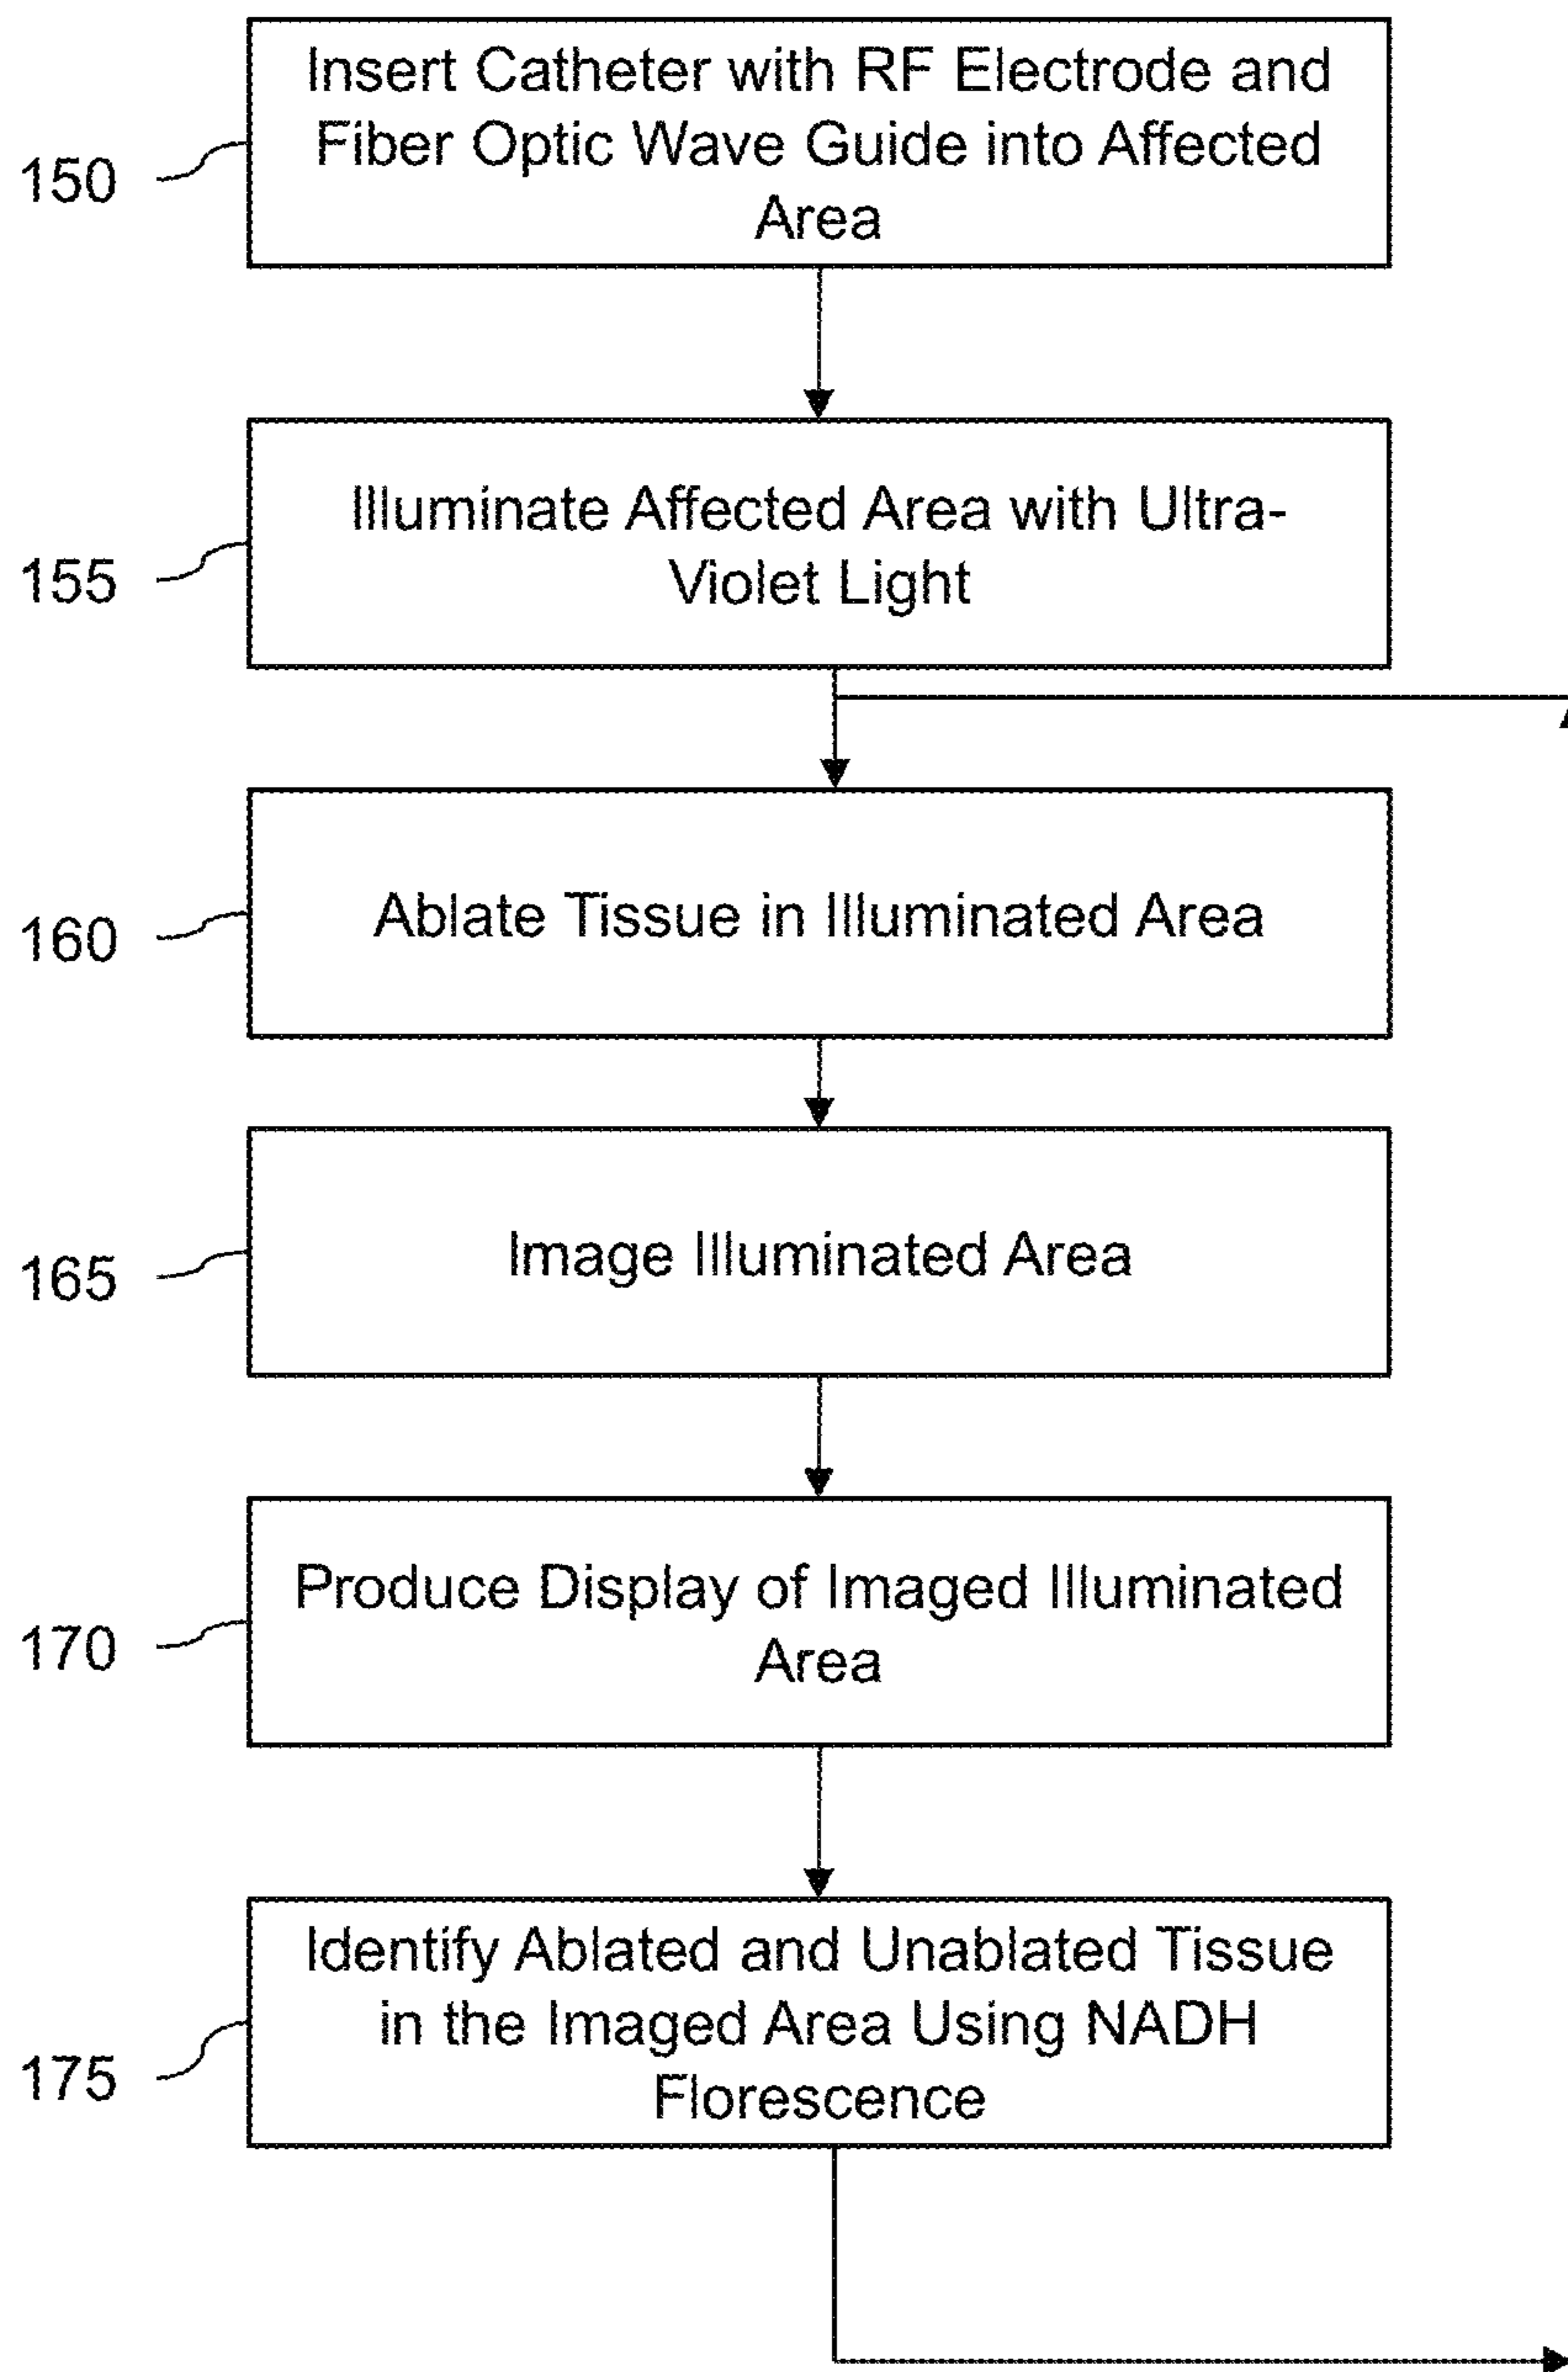 Insert Catheter with RF Electrode and
Fiber Optic Wave Guide into Affected
Area
150
Illuminate Affected Area with Ultra-
Violet Light
155
Ablate Tissue in Illuminated Area
160
Image Illuminated Area
165
Produce Display of Imaged Illuminated
Area
170
Identify Ablated and Unablated Tissue
in the Imaged Area Using NADH
Florescence
175